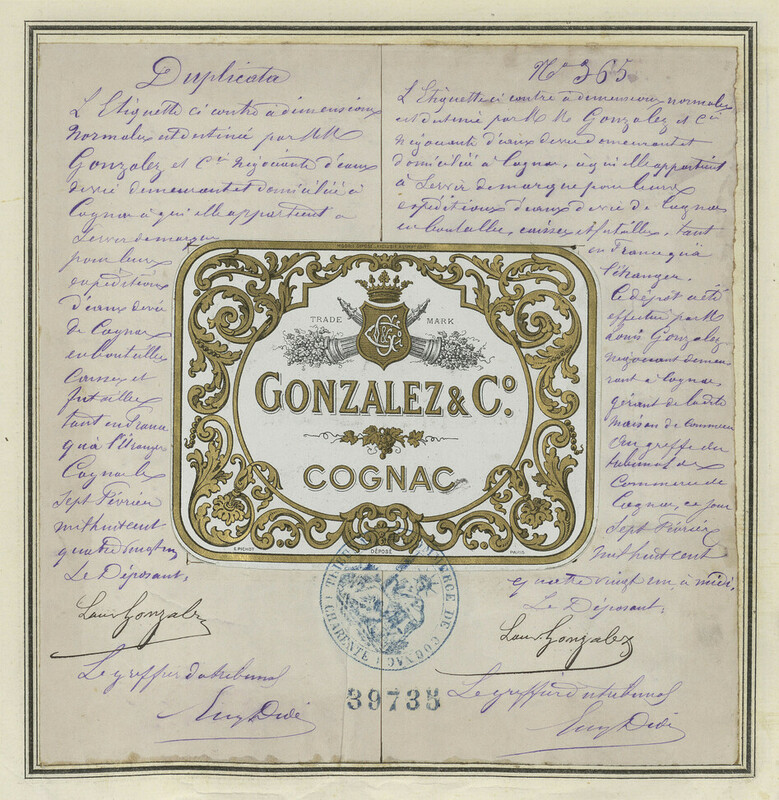 Duplicata
L'Etiquette ci contre à dimensions
normales est destinée par MM
Gonzalez et Cie négociants d'eaux
de vie demeurant et domiciliés à
Cognac à qui elle appartient à
servir de marque
pour leurs
expéditions
d'eaux de vie
de Cognac
en bouteilles
caisses et
futailles
tant en France
qu'à l'étranger
Cognac le
sept Février
mil huit cent
quatre vingt un
Le Déposant,
Louis Gonzalez
Le greffier du tribunal
Nº 365
L'Etiquette ci contre à dimensions normales
est destinée par MM Gonzalez et Cie
négociants d'eaux de vie demeurant et
domiciliés à Cognac, à qui elle appartient
à servir de marque pour leurs
expéditions d'eaux de vie de Cognac
en bouteilles, caisses et futailles, tant
en France qu'à
l'étranger.
Ce dépôt a été
effectué par M
Louis Gonzalez
négociant demeu
rant à Cognac
gérant de la dite
maison de commerce
au greffe du
tribunal de
Commerce de
Cognac, ce jour
sept Février
mil huit cent
quatre vingt un, à midi,
Le Déposant,
Louis Gonzalez
Le greffier du tribunal
TRADE MARK
GONZALEZ & Cº.
COGNAC
DÉPOSÉ
PARIS
COMMERCE DE COGNAC
CHARENTE
39735